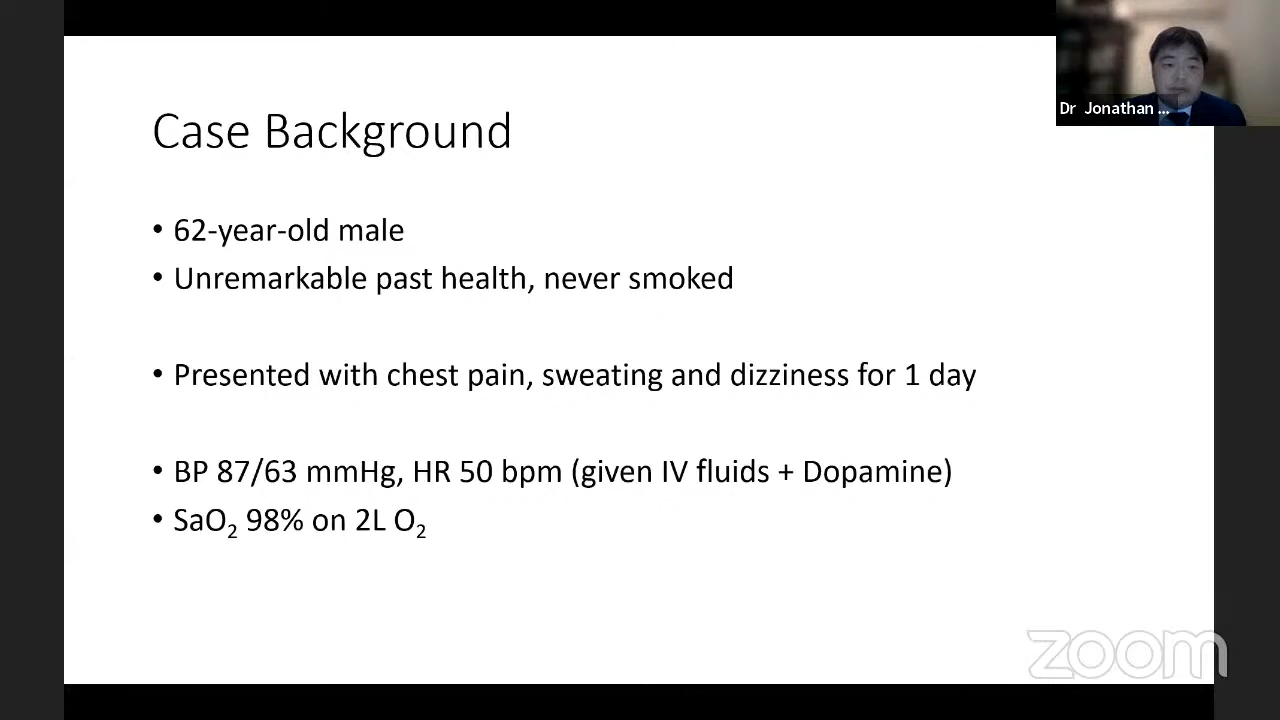 Dr Jonathan ...
Case Background
• 62-year-old male
• Unremarkable past health, never smoked
• Presented with chest pain, sweating and dizziness for 1 day
• BP 87/63 mmHg, HR 50 bpm (given IV fluids + Dopamine)
• SaO₂ 98% on 2L O₂
zoom